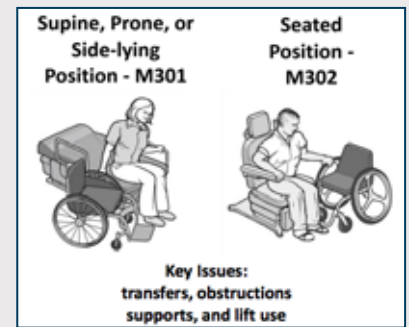 Supine, Prone, or
Side-lying
Position - M301
Seated
Position -
M302
Key Issues:
transfers, obstructions
supports, and lift use